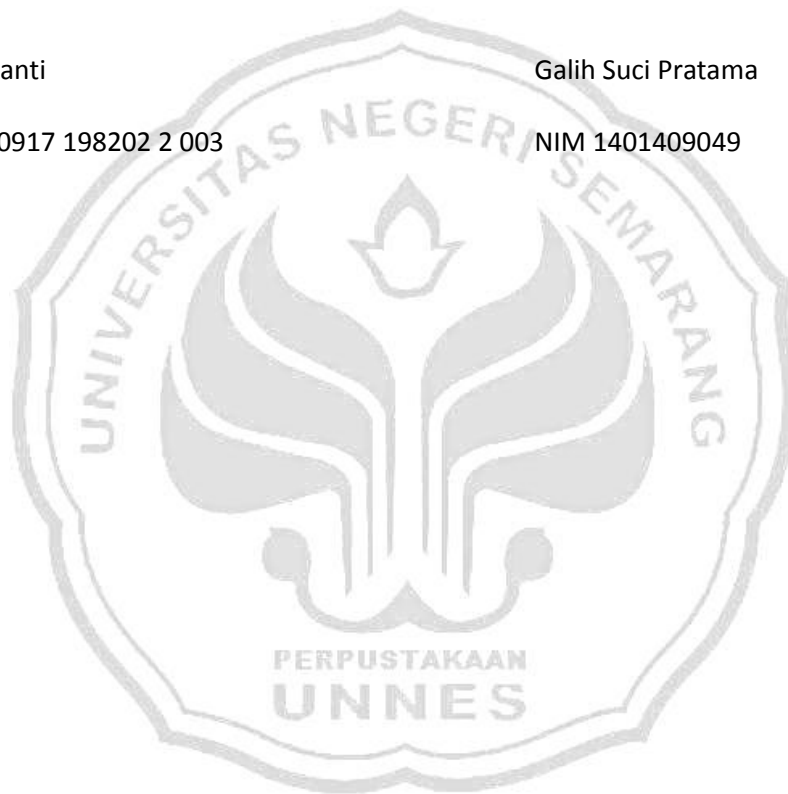 anti Galih Suci Pratama
0917 198202 2 003 NIM 1401409049
UNIVERSITAS NEGERI SEMARANG
PERPUSTAKAAN
UNNES